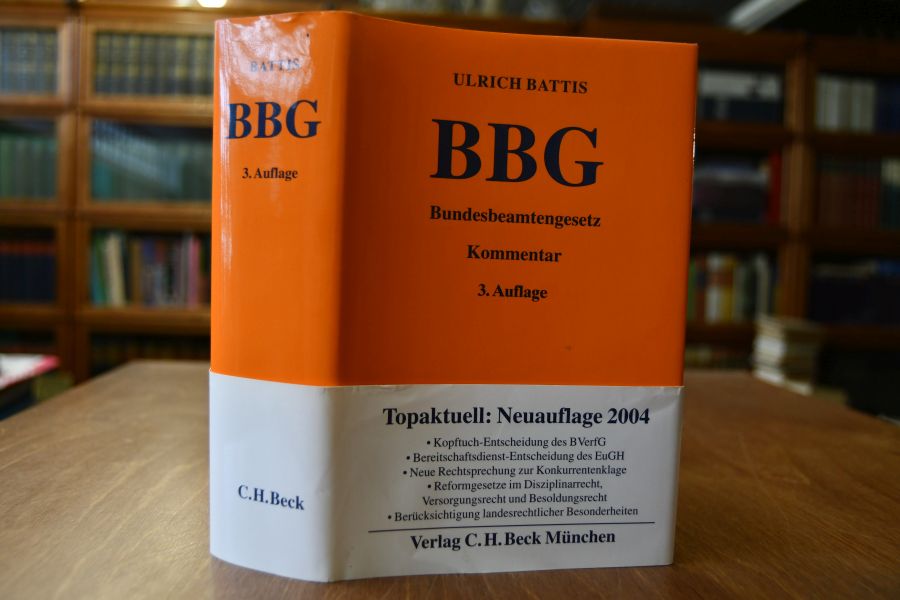 BATTIS
BBG
3. Auflage
C.H.Beck
ULRICH BATTIS
BBG
Bundesbeamtengesetz
Kommentar
3. Auflage
Topaktuell: Neuauflage 2004
• Kopftuch-Entscheidung des BVerfG
• Bereitschaftsdienst-Entscheidung des EuGH
• Neue Rechtsprechung zur Konkurrentenklage
• Reformgesetze im Disziplinarrecht,
Versorgungsrecht und Besoldungsrecht
• Berücksichtigung landesrechtlicher Besonderheiten
Verlag C.H.Beck München